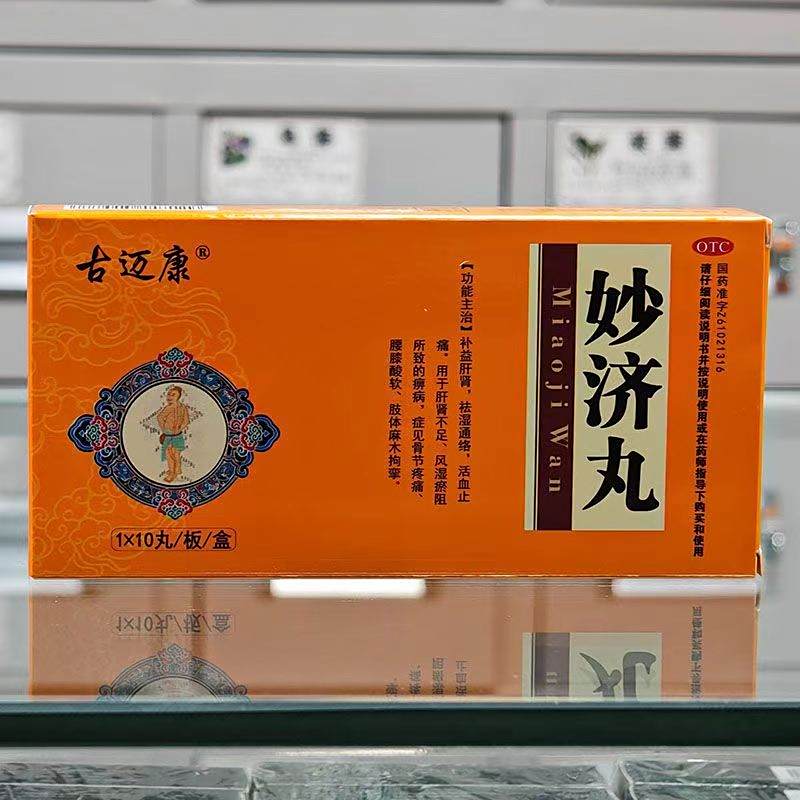 古迈康®
1×10丸/板/盒
【功能主治】补益肝肾，祛湿通络，活血止
痛。用于肝肾不足、风湿瘀阻
所致的痹病，症见骨节疼痛、
腰膝酸软、肢体麻木拘挛。
妙济丸
Miaoji Wan
OTC
国药准字Z61021316
请仔细阅读说明书并按说明使用或在药师指导下购买和使用